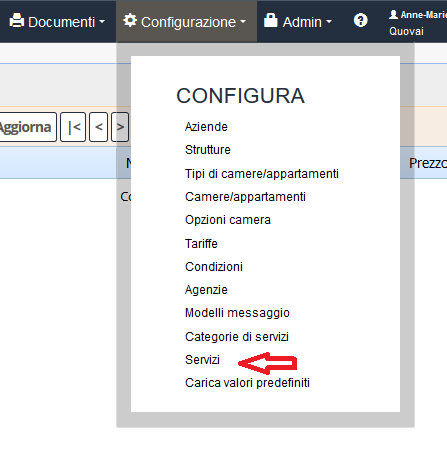 Documenti Configurazione Admin Anne-Marie
Quovai
Aggiorna |< < >
Prezzo
CONFIGURA
Aziende
Strutture
Tipi di camere/appartamenti
Camere/appartamenti
Opzioni camera
Tariffe
Condizioni
Agenzie
Modelli messaggio
Categorie di servizi
Servizi
Carica valori predefiniti